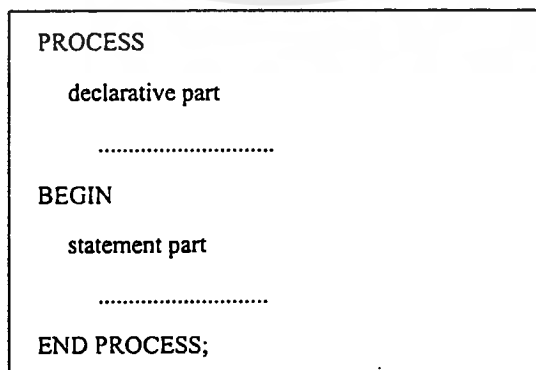 PROCESS
declarative part
.............................
BEGIN
statement part
............................
END PROCESS;